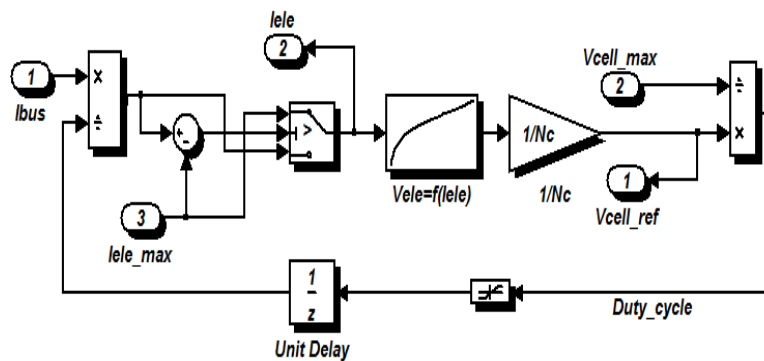 Iele
2
1
Ibus
×
÷
+
-
>
3
Iele_max
Vele=f(Iele)
1/Nc
1/Nc
Vcell_max
2
÷
×
1
Vcell_ref
1
z
Unit Delay
Duty_cycle